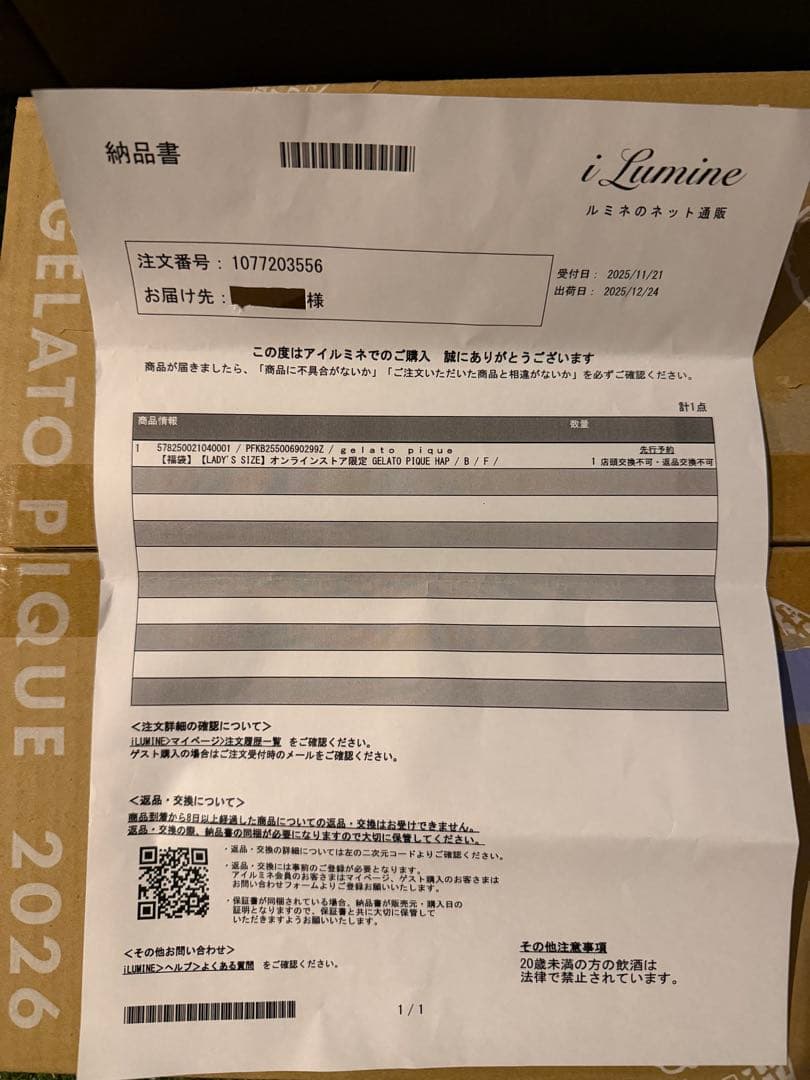 納品書
i Lumine
ルミネのネット通販
注文番号: 1077203556
お届け先: 様
受付日: 2025/11/21
出荷日: 2025/12/24
この度はアイルミネでのご購入 誠にありがとうございます
商品が届きましたら、「商品に不具合がないか」「ご注文いただいた商品と相違がないか」を必ずご確認ください。
計1点
商品情報 数量
1 578250021040001 / PFKB25500690299Z / gelato pique 先行予約
【福袋】【LADY'S SIZE】オンラインストア限定 GELATO PIQUE HAP / B / F / 1 店頭交換不可・返品交換不可
<注文詳細の確認について>
iLUMINE>マイページ>注文履歴一覧 をご確認ください。
ゲスト購入の場合はご注文受付時のメールをご確認ください。
<返品・交換について>
商品到着から8日以上経過した商品についての返品・交換はお受けできません。
返品・交換の際、納品書の同梱が必要になりますので大切に保管してください。
・返品・交換の詳細については左の二次元コードよりご確認ください。
・返品・交換には事前のご登録が必要となります。
アイルミネ会員のお客さまはマイページ、ゲスト購入のお客さまは
お問い合わせフォームよりご登録お願いいたします。
・保証書が同梱されている場合、納品書が販売元・購入日の
証明となりますので、保証書と共に大切に保管して
いただきますようお願いいたします。
<その他お問い合わせ>
iLUMINE>ヘルプ>よくある質問 をご確認ください。
その他注意事項
20歳未満の方の飲酒は
法律で禁止されています。
1/1
GELATO PIQUE 2026